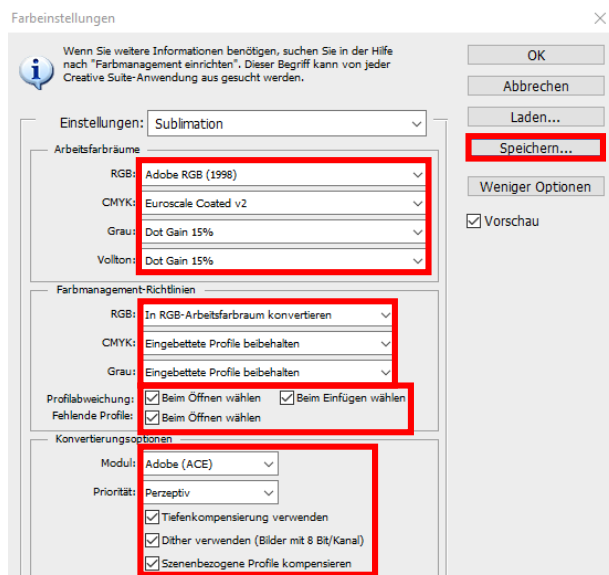 Farbeinstellungen
Wenn Sie weitere Informationen benötigen, suchen Sie in der Hilfe
nach "Farbmanagement einrichten". Dieser Begriff kann von jeder
Creative Suite-Anwendung aus gesucht werden.
OK
Abbrechen
Laden...
Speichern...
Weniger Optionen
Vorschau
Einstellungen: Sublimation
Arbeitsfarbräume
RGB: Adobe RGB (1998)
CMYK: Euroscale Coated v2
Grau: Dot Gain 15%
Vollton: Dot Gain 15%
Farbmanagement-Richtlinien
RGB: In RGB-Arbeitsfarbraum konvertieren
CMYK: Eingebettete Profile beibehalten
Grau: Eingebettete Profile beibehalten
Profilabweichung: Beim Öffnen wählen Beim Einfügen wählen
Fehlende Profile: Beim Öffnen wählen
Konvertierungsoptionen
Modul: Adobe (ACE)
Priorität: Perzeptiv
Tiefenkompensierung verwenden
Dither verwenden (Bilder mit 8 Bit/Kanal)
Szenenbezogene Profile kompensieren